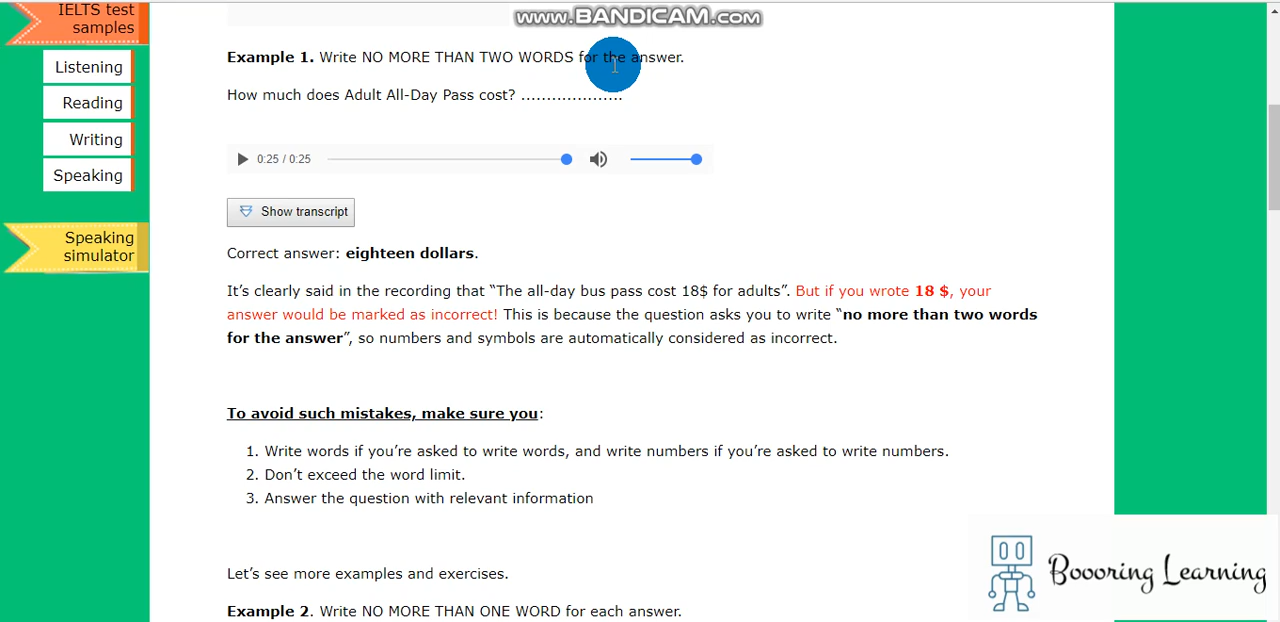 www.BANDICAM.com
IELTS test
samples
Listening
Reading
Writing
Speaking
Speaking
simulator
Example 1. Write NO MORE THAN TWO WORDS for the answer.
How much does Adult All-Day Pass cost? ....................
0:25 / 0:25
Show transcript
Correct answer: eighteen dollars.
It’s clearly said in the recording that “The all-day bus pass cost 18$ for adults”. But if you wrote 18 $, your
answer would be marked as incorrect! This is because the question asks you to write “no more than two words
for the answer”, so numbers and symbols are automatically considered as incorrect.
To avoid such mistakes, make sure you:
1. Write words if you’re asked to write words, and write numbers if you’re asked to write numbers.
2. Don’t exceed the word limit.
3. Answer the question with relevant information
Let’s see more examples and exercises.
Example 2. Write NO MORE THAN ONE WORD for each answer.
Boooring Learning